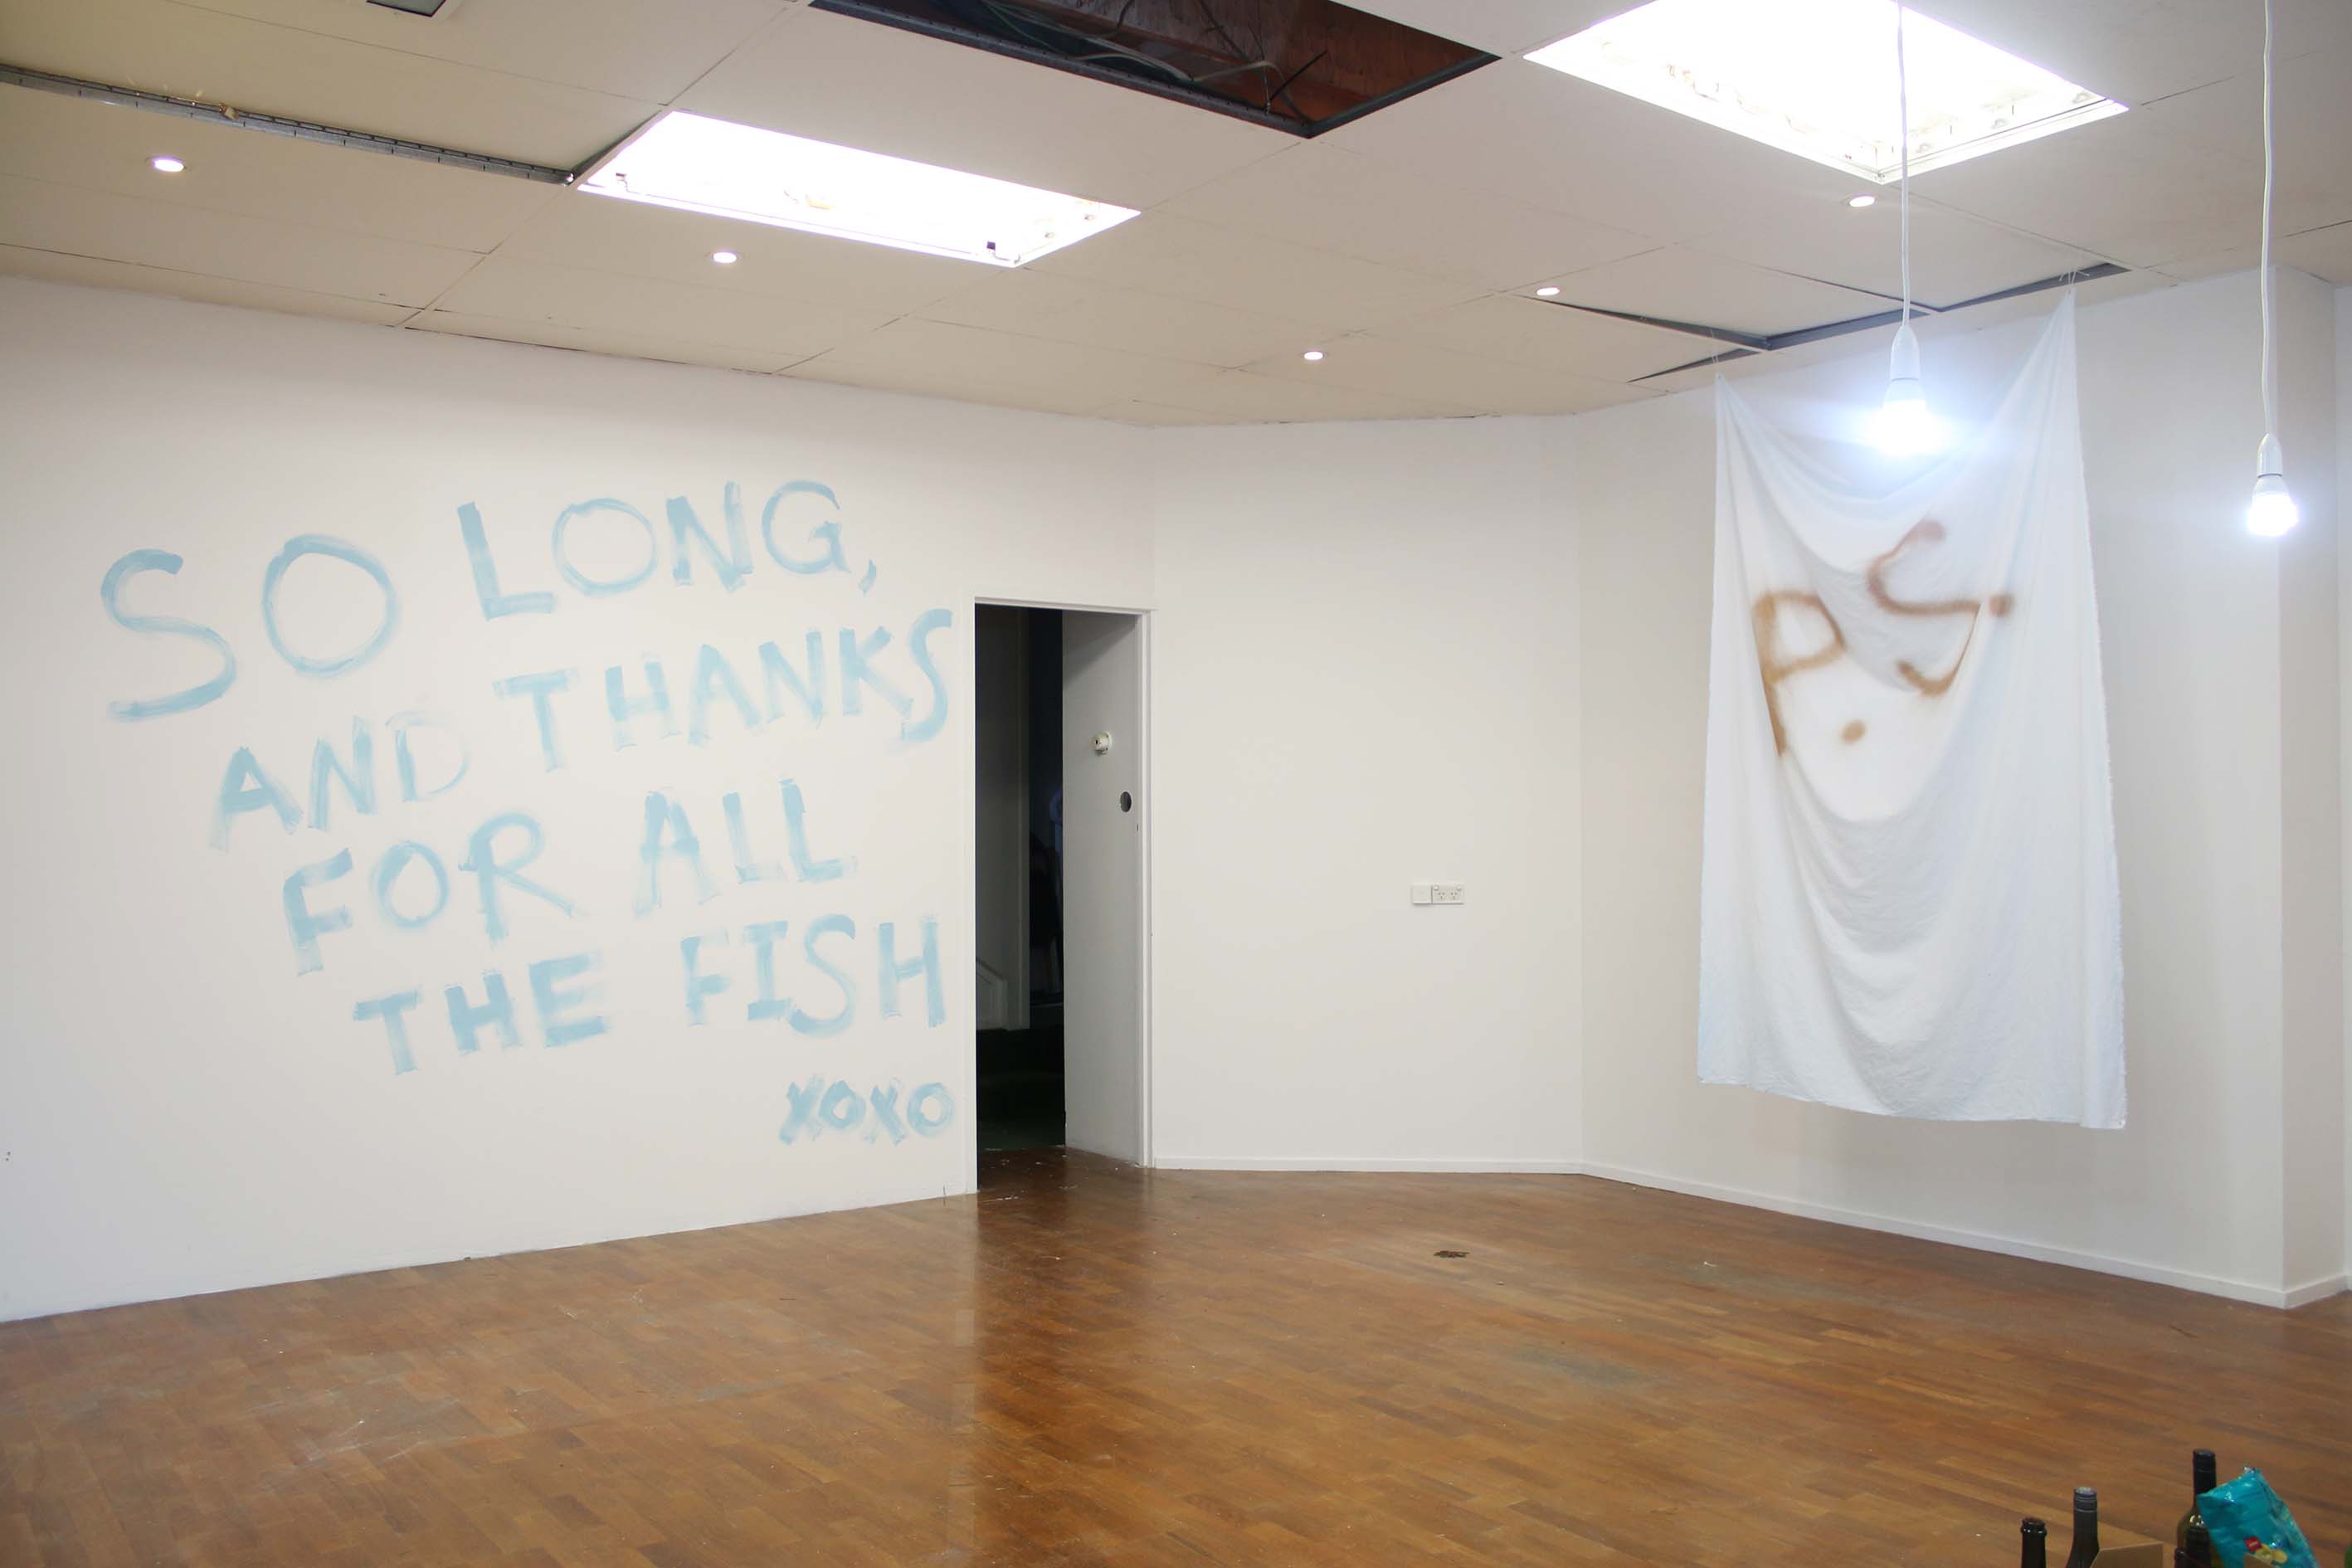 SO LONG,
AND THANKS
FOR ALL
THE FISH
XOXO
P.S.